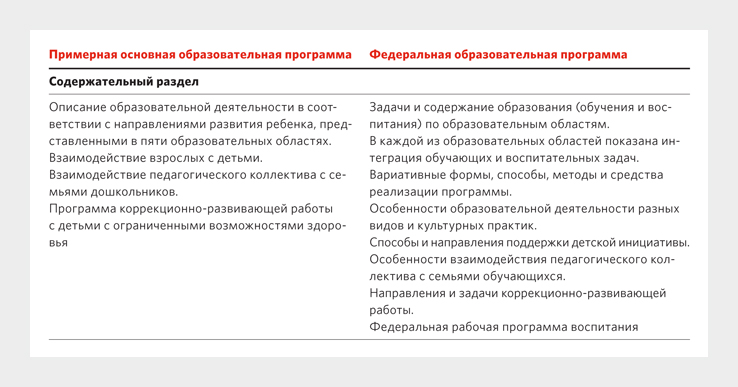 Примерная основная образовательная программа
Федеральная образовательная программа
Содержательный раздел
Описание образовательной деятельности в соот-
ветствии с направлениями развития ребенка, пред-
ставленными в пяти образовательных областях.
Взаимодействие взрослых с детьми.
Взаимодействие педагогического коллектива с се-
мьями дошкольников.
Программа коррекционно-развивающей работы
с детьми с ограниченными возможностями здоро-
вья
Задачи и содержание образования (обучения и вос-
питания) по образовательным областям.
В каждой из образовательных областей показана ин-
теграция обучающих и воспитательных задач.
Вариативные формы, способы, методы и средства
реализации программы.
Особенности образовательной деятельности разных
видов и культурных практик.
Способы и направления поддержки детской инициативы.
Особенности взаимодействия педагогического кол-
лектива с семьями обучающихся.
Направления и задачи коррекционно-развивающей
работы.
Федеральная рабочая программа воспитания